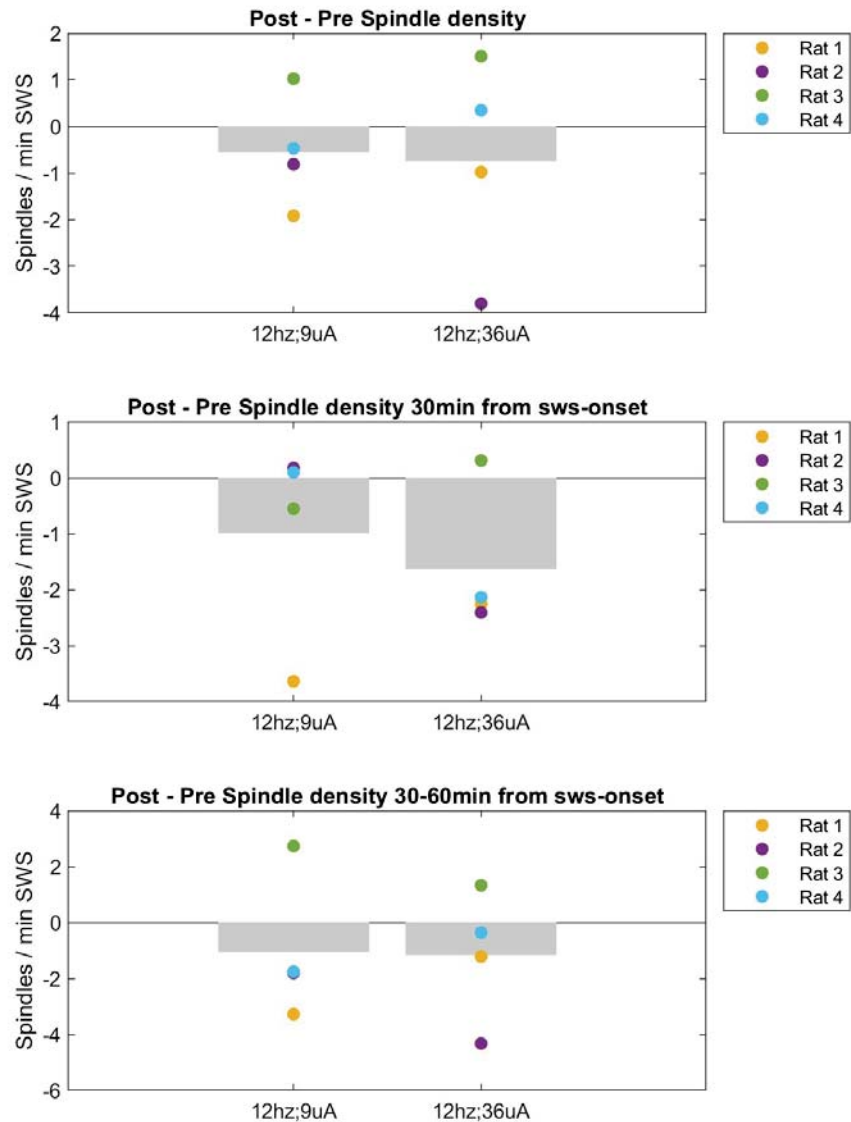 Post - Pre Spindle density
Spindles / min SWS
2
1
0
-1
-2
-3
-4
12hz;9uA
12hz;36uA
Rat 1
Rat 2
Rat 3
Rat 4
Post - Pre Spindle density 30min from sws-onset
Spindles / min SWS
1
0
-1
-2
-3
-4
12hz;9uA
12hz;36uA
Rat 1
Rat 2
Rat 3
Rat 4
Post - Pre Spindle density 30-60min from sws-onset
Spindles / min SWS
4
2
0
-2
-4
-6
12hz;9uA
12hz;36uA
Rat 1
Rat 2
Rat 3
Rat 4